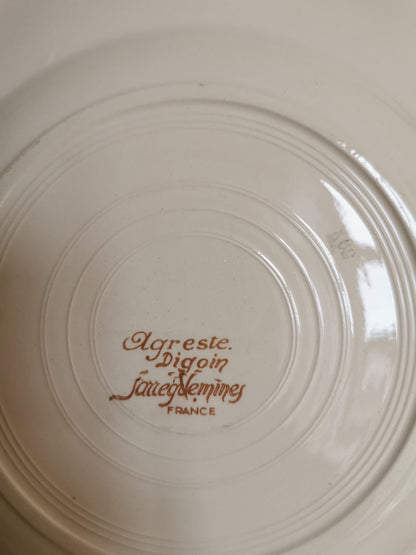 Agreste.
Digoin
Sarreguemines
FRANCE